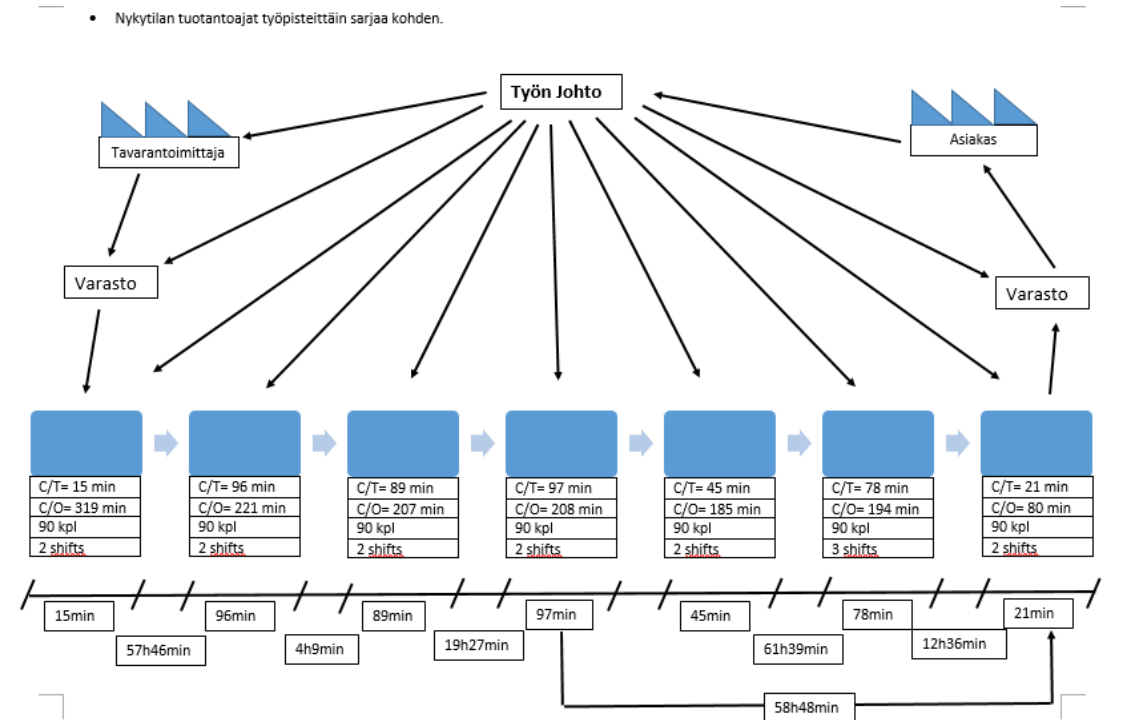 • Nykytilan tuotantoajat työpisteittäin sarjaa kohden.
Työn Johto
Tavarantoimittaja
Asiakas
Varasto
Varasto
C/T= 15 min
C/O= 319 min
90 kpl
2 shifts
C/T= 96 min
C/O= 221 min
90 kpl
2 shifts
C/T= 89 min
C/O= 207 min
90 kpl
2 shifts
C/T= 97 min
C/O= 208 min
90 kpl
2 shifts
C/T= 45 min
C/O= 185 min
90 kpl
2 shifts
C/T= 78 min
C/O= 194 min
90 kpl
3 shifts
C/T= 21 min
C/O= 80 min
90 kpl
2 shifts
15min
57h46min
96min
4h9min
89min
19h27min
97min
45min
61h39min
78min
12h36min
21min
58h48min